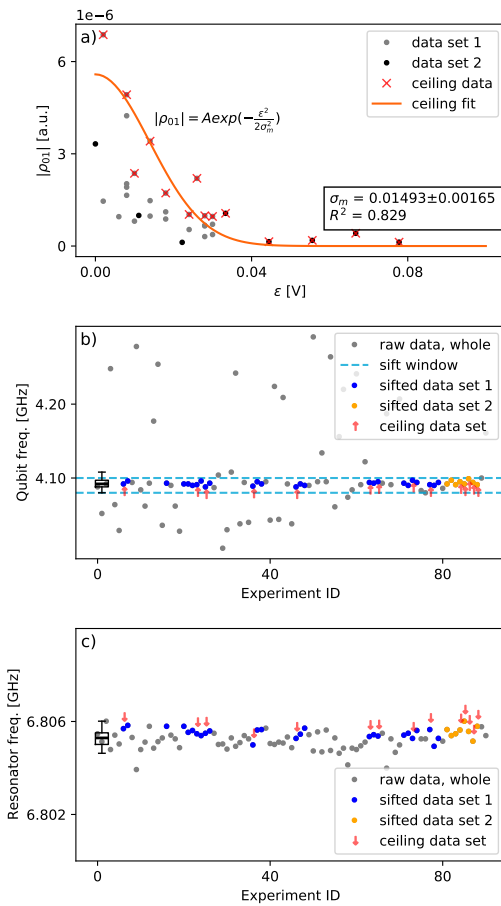 1e−6
a)
data set 1
data set 2
ceiling data
ceiling fit
|ρ01| = Aexp(−ε²/2σm²)
σm = 0.01493±0.00165
R² = 0.829
6
3
0
|ρ01| [a.u.]
0.00
0.04
0.08
ε [V]
b)
raw data, whole
sift window
sifted data set 1
sifted data set 2
ceiling data set
4.20
4.10
Qubit freq. [GHz]
0
40
80
Experiment ID
c)
6.806
6.802
Resonator freq. [GHz]
raw data, whole
sifted data set 1
sifted data set 2
ceiling data set
0
40
80
Experiment ID